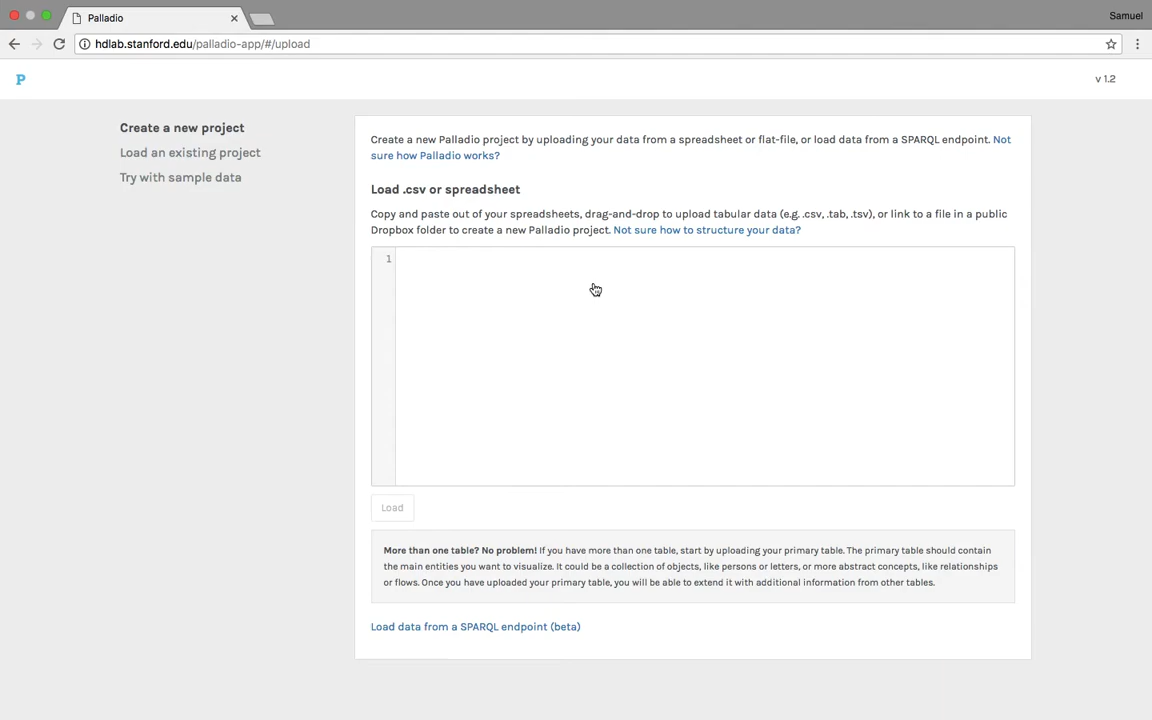 Palladio
Samuel
hdlab.stanford.edu/palladio-app/#/upload
P
v 1.2
Create a new project
Load an existing project
Try with sample data
Create a new Palladio project by uploading your data from a spreadsheet or flat-file, or load data from a SPARQL endpoint. Not
sure how Palladio works?
Load .csv or spreadsheet
Copy and paste out of your spreadsheets, drag-and-drop to upload tabular data (e.g. .csv, .tab, .tsv), or link to a file in a public
Dropbox folder to create a new Palladio project. Not sure how to structure your data?
1
Load
More than one table? No problem! If you have more than one table, start by uploading your primary table. The primary table should contain
the main entities you want to visualize. It could be a collection of objects, like persons or letters, or more abstract concepts, like relationships
or flows. Once you have uploaded your primary table, you will be able to extend it with additional information from other tables.
Load data from a SPARQL endpoint (beta)